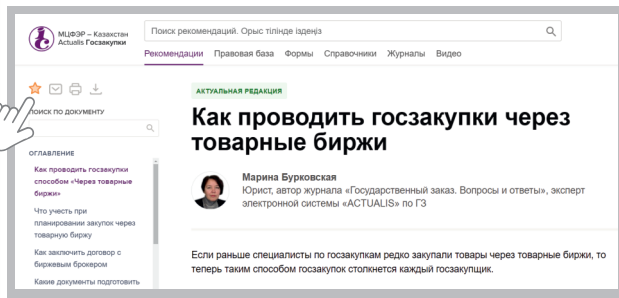 МЦФЭР – Казахстан
Actualis Госзакупки
Поиск рекомендаций. Орыс тілінде іздеңіз
Рекомендации Правовая база Формы Справочники Журналы Видео
ПОИСК ПО ДОКУМЕНТУ
ОГЛАВЛЕНИЕ
Как проводить госзакупки
способом «Через товарные
биржи»
Что учесть при
планировании закупок через
товарную биржу
Как заключить договор с
биржевым брокером
Какие документы подготовить
АКТУАЛЬНАЯ РЕДАКЦИЯ
Как проводить госзакупки через
товарные биржи
Марина Бурковская
Юрист, автор журнала «Государственный заказ. Вопросы и ответы», эксперт
электронной системы «ACTUALIS» по ГЗ
Если раньше специалисты по госзакупкам редко закупали товары через товарные биржи, то
теперь таким способом госзакупок столкнется каждый госзакупщик.